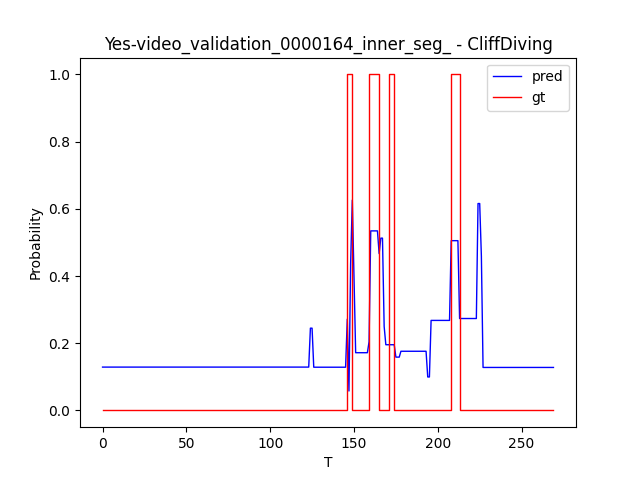 Yes-video_validation_0000164_inner_seg_ - CliffDiving
pred
gt
1.0
0.8
0.6
0.4
0.2
0.0
Probability
0
50
100
150
200
250
T